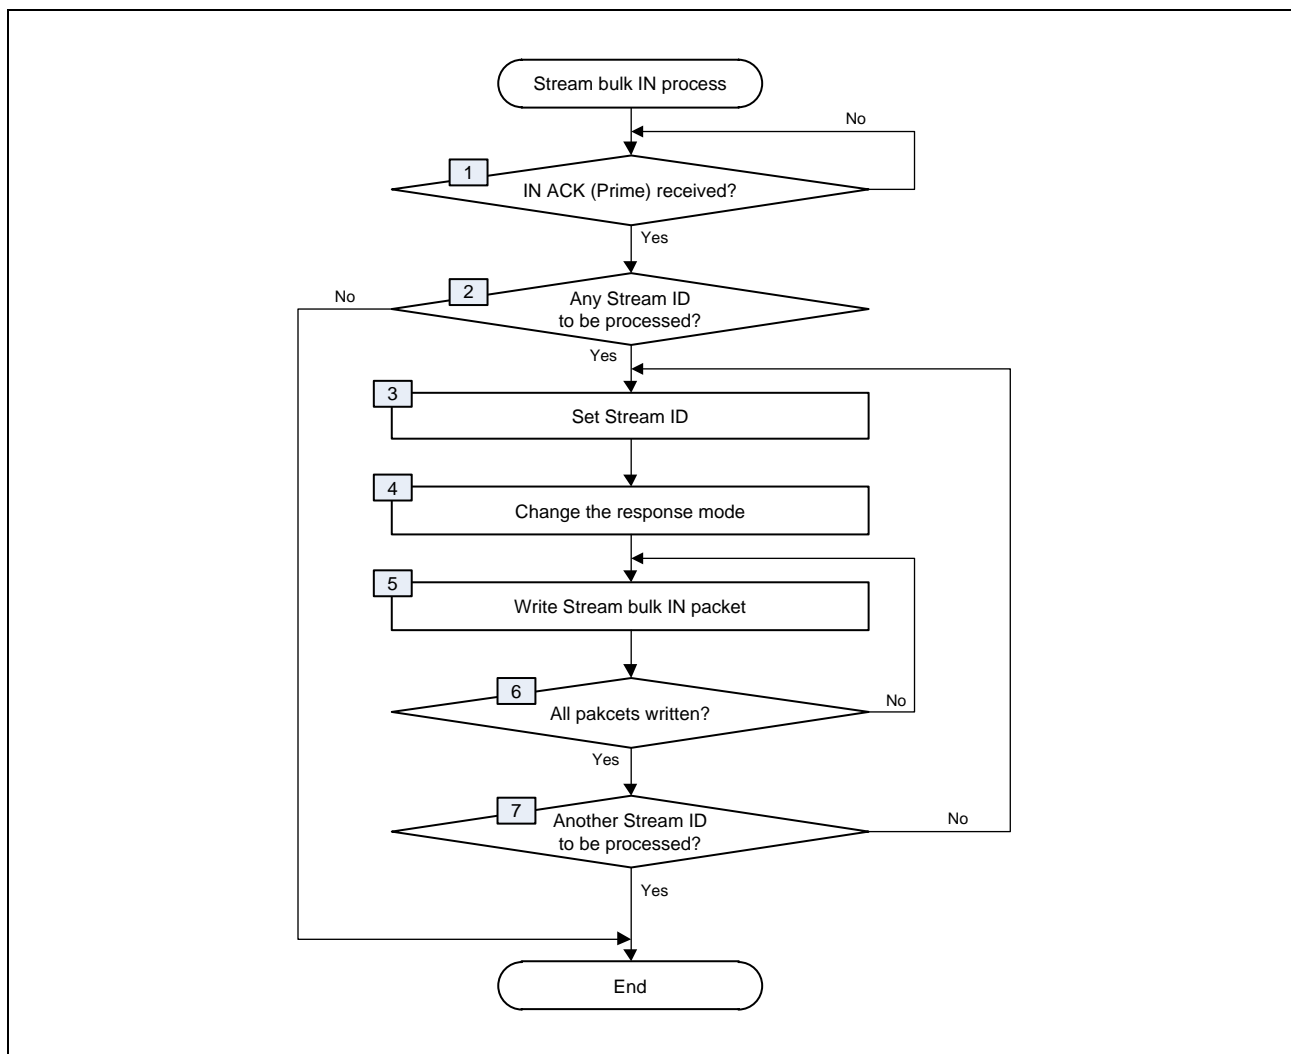 Stream bulk IN process
No
1
IN ACK (Prime) received?
Yes
2
No
Any Stream ID
to be processed?
Yes
3
Set Stream ID
4
Change the response mode
5
Write Stream bulk IN packet
6
All pakcets written?
No
Yes
7
Another Stream ID
to be processed?
No
Yes
End